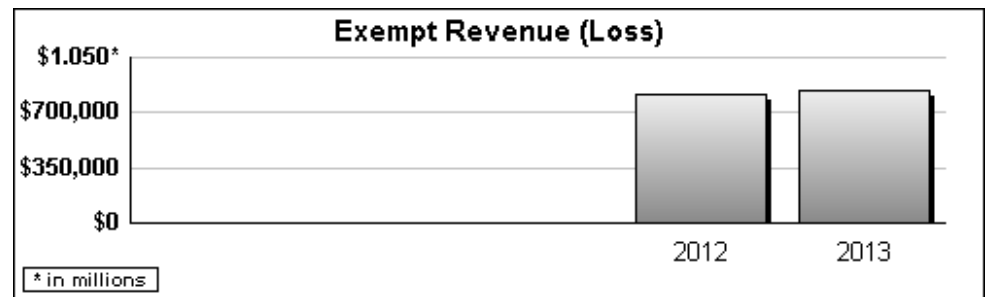 Exempt Revenue (Loss)
$1.050*
$700,000
$350,000
$0
2012 2013
* in millions